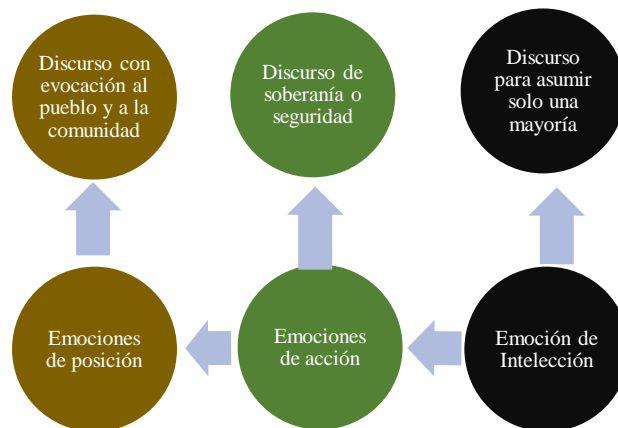 Discurso con
evocación al
pueblo y a la
comunidad
Discurso de
soberanía o
seguridad
Discurso
para asumir
solo una
mayoría
Emociones
de posición
Emociones
de acción
Emoción de
Intelección